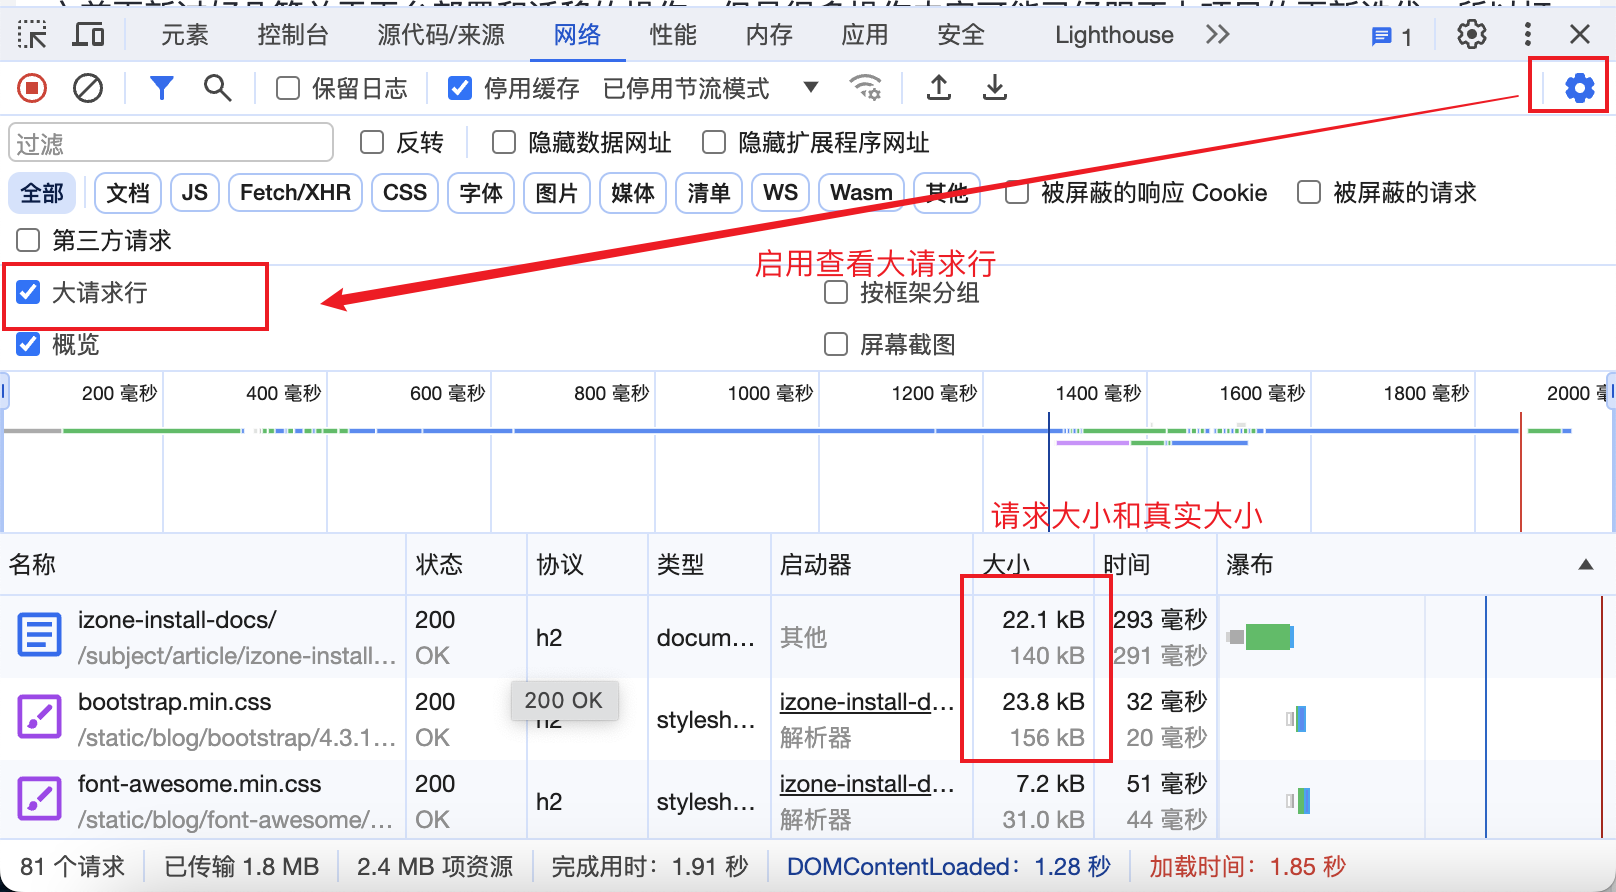 元素 控制台 源代码/来源 网络 性能 内存 应用 安全 Lighthouse 1
保留日志 停用缓存 已停用节流模式
过滤 反转 隐藏数据网址 隐藏扩展程序网址
全部 文档 JS Fetch/XHR CSS 字体 图片 媒体 清单 WS Wasm 其他 被屏蔽的响应 Cookie 被屏蔽的请求
第三方请求
启用查看大请求行
大请求行 按框架分组
概览 屏幕截图
200 毫秒 400 毫秒 600 毫秒 800 毫秒 1000 毫秒 1200 毫秒 1400 毫秒 1600 毫秒 1800 毫秒 2000
请求大小和真实大小
名称 状态 协议 类型 启动器 大小 时间 瀑布
izone-install-docs/ 200 h2 docum... 其他 22.1 kB 293 毫秒
/subject/article/izone-install... OK 140 kB 291 毫秒
bootstrap.min.css 200 h2 stylesh... izone-install-d... 23.8 kB 32 毫秒
200 OK
/static/blog/bootstrap/4.3.1... OK 解析器 156 kB 20 毫秒
font-awesome.min.css 200 h2 stylesh... izone-install-d... 7.2 kB 51 毫秒
/static/blog/font-awesome/... OK 解析器 31.0 kB 44 毫秒
81 个请求 已传输 1.8 MB 2.4 MB 项资源 完成用时：1.91 秒 DOMContentLoaded：1.28 秒 加载时间：1.85 秒